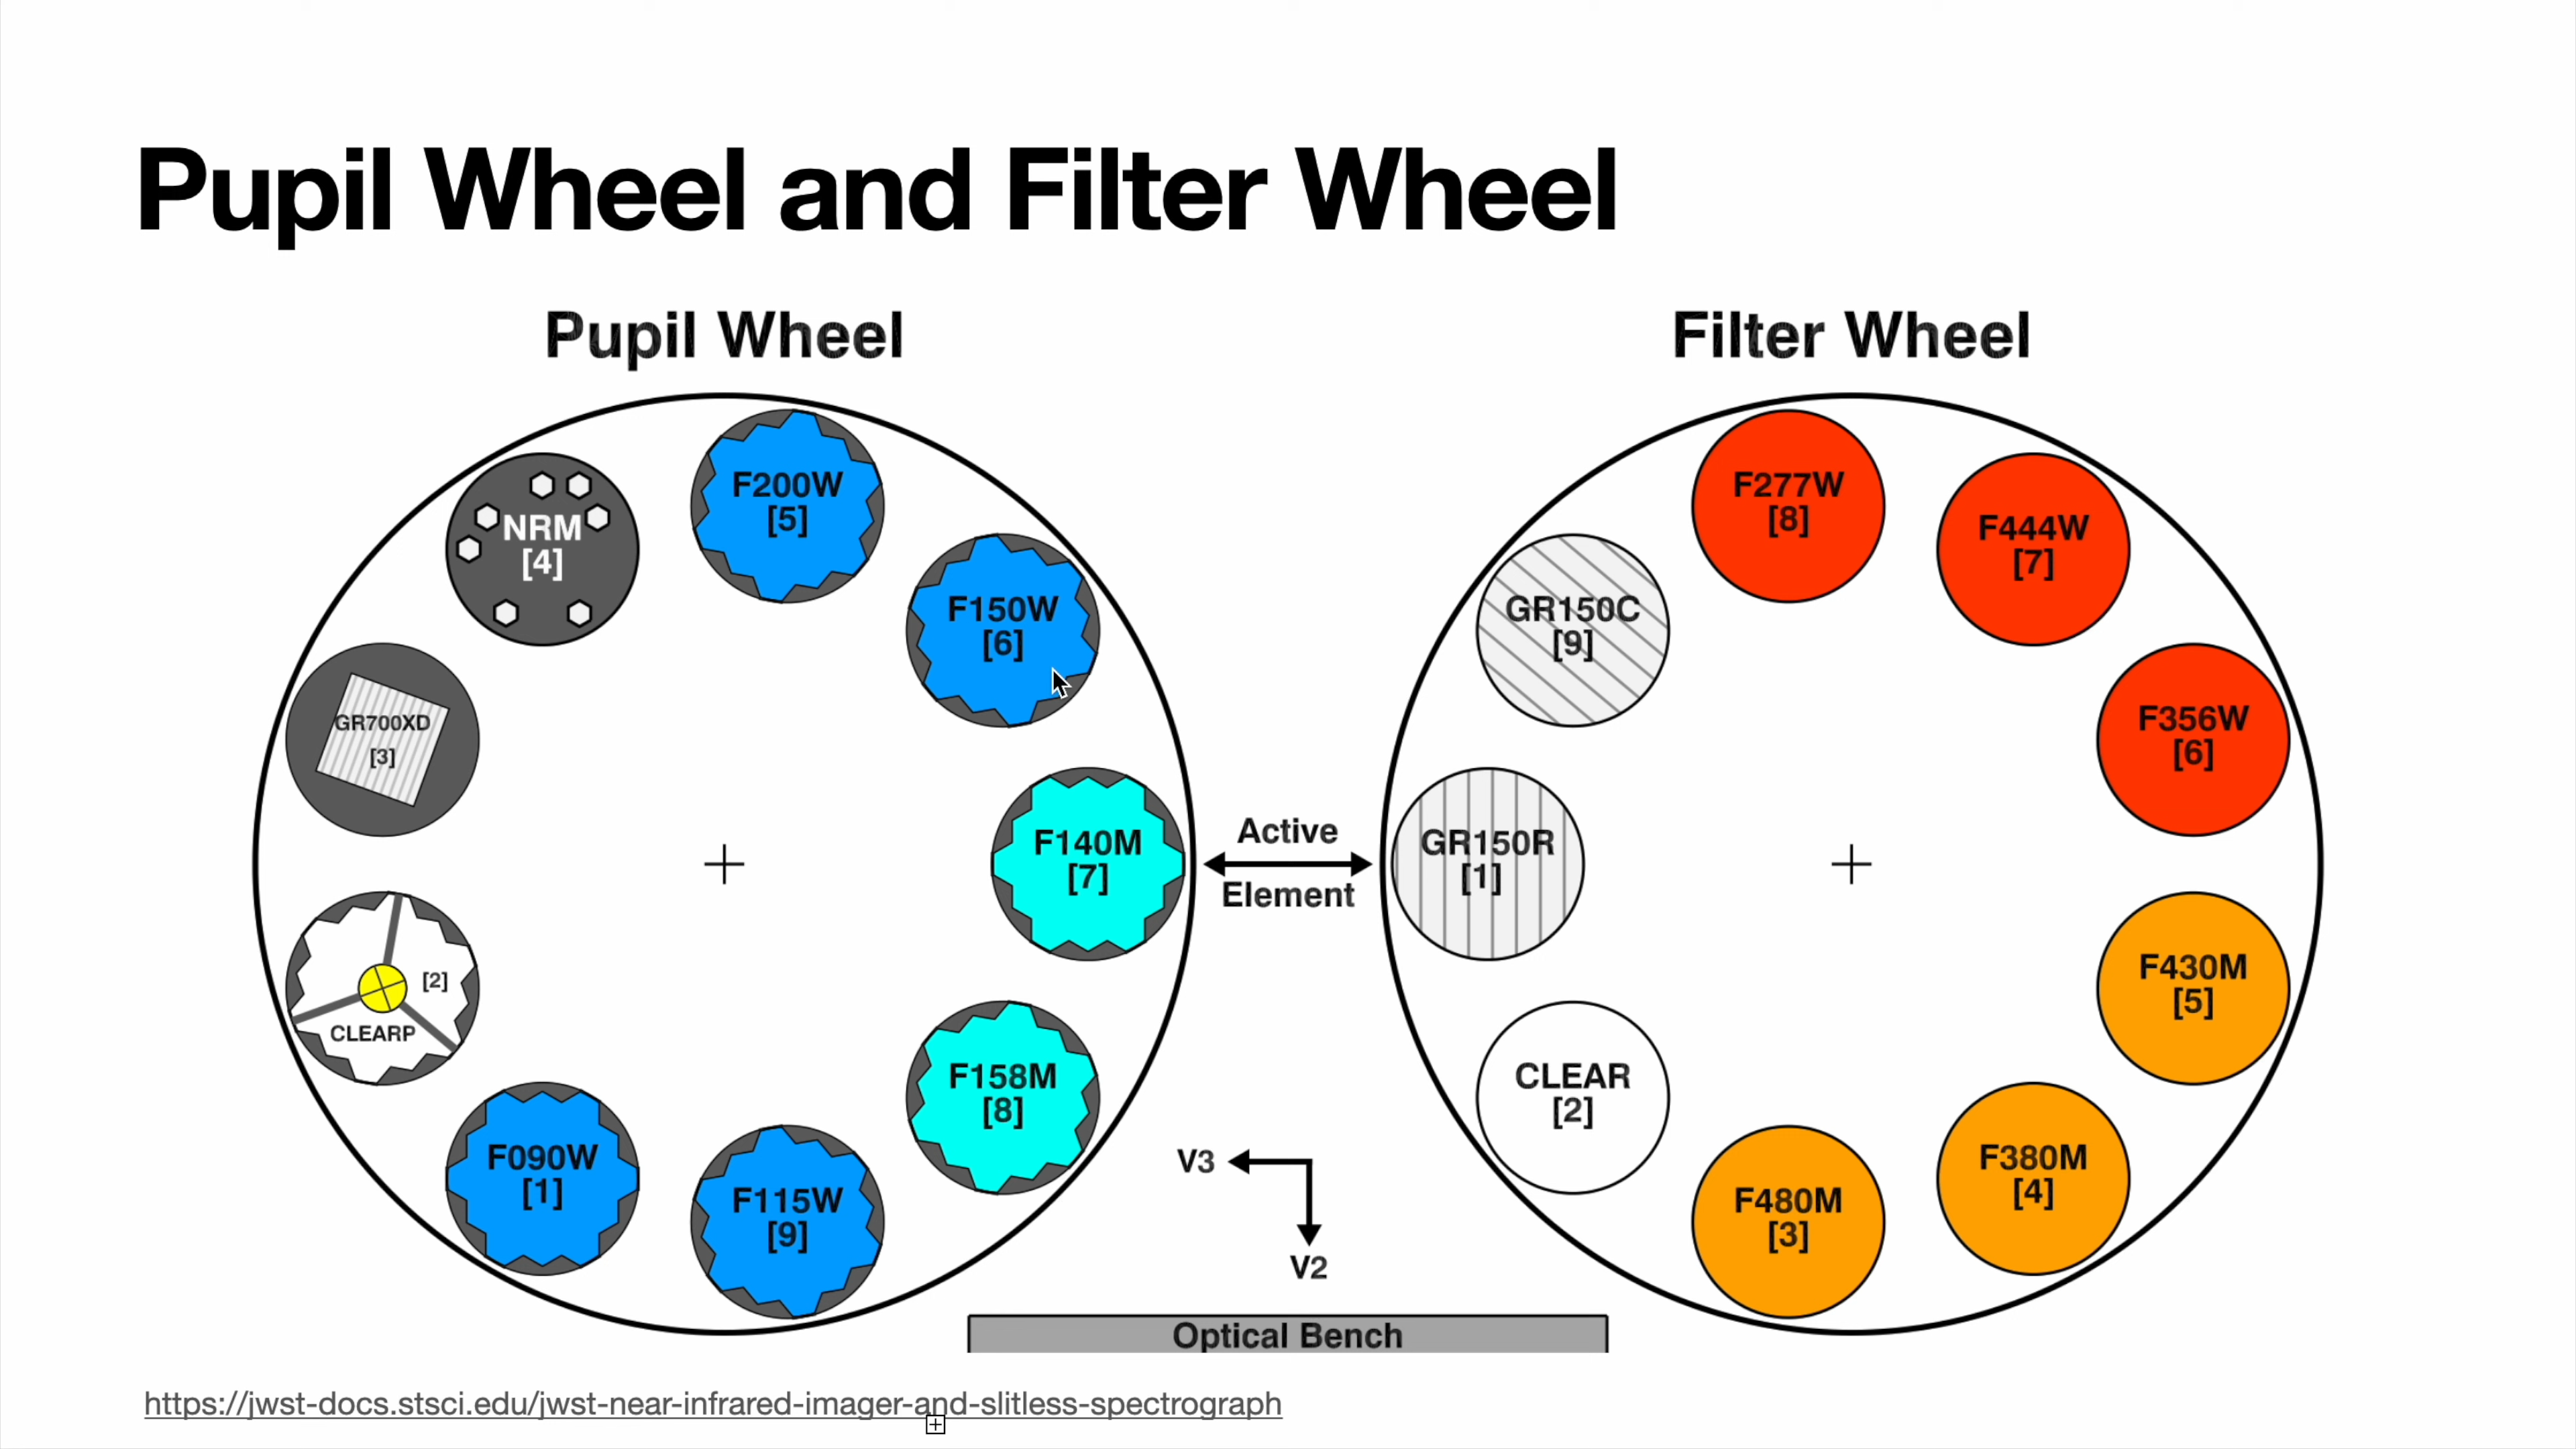 Pupil Wheel and Filter Wheel
Pupil Wheel
F200W
[5]
NRM
[4]
F150W
[6]
GR700XD
[3]
F140M
[7]
[2]
CLEARP
F158M
[8]
F090W
[1]
F115W
[9]
Active
Element
V3
V2
Optical Bench
Filter Wheel
F277W
[8]
F444W
[7]
GR150C
[9]
F356W
[6]
GR150R
[1]
F430M
[5]
CLEAR
[2]
F380M
[4]
F480M
[3]
https://jwst-docs.stsci.edu/jwst-near-infrared-imager-and-slitless-spectrograph